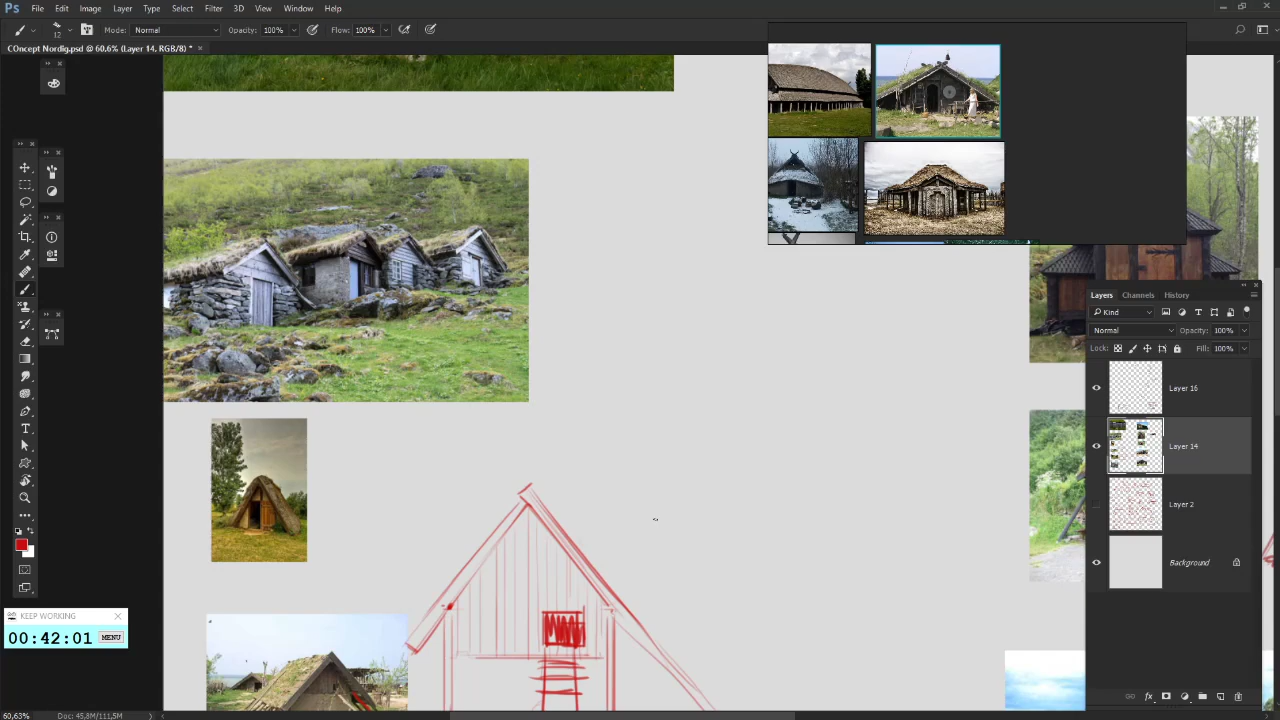 Ps File Edit Image Layer Type Select Filter 3D View Window Help
12 Mode: Normal Opacity: 100% Flow: 100%
COncept Nordig.psd @ 60,6% (Layer 14, RGB/8) *
Layers Channels History
Kind
Normal Opacity: 100%
Lock: Fill: 100%
Layer 16
Layer 14
Layer 2
Background
KEEP WORKING
00:42:01 MENU
60,63% Doc: 45,8M/111,5M